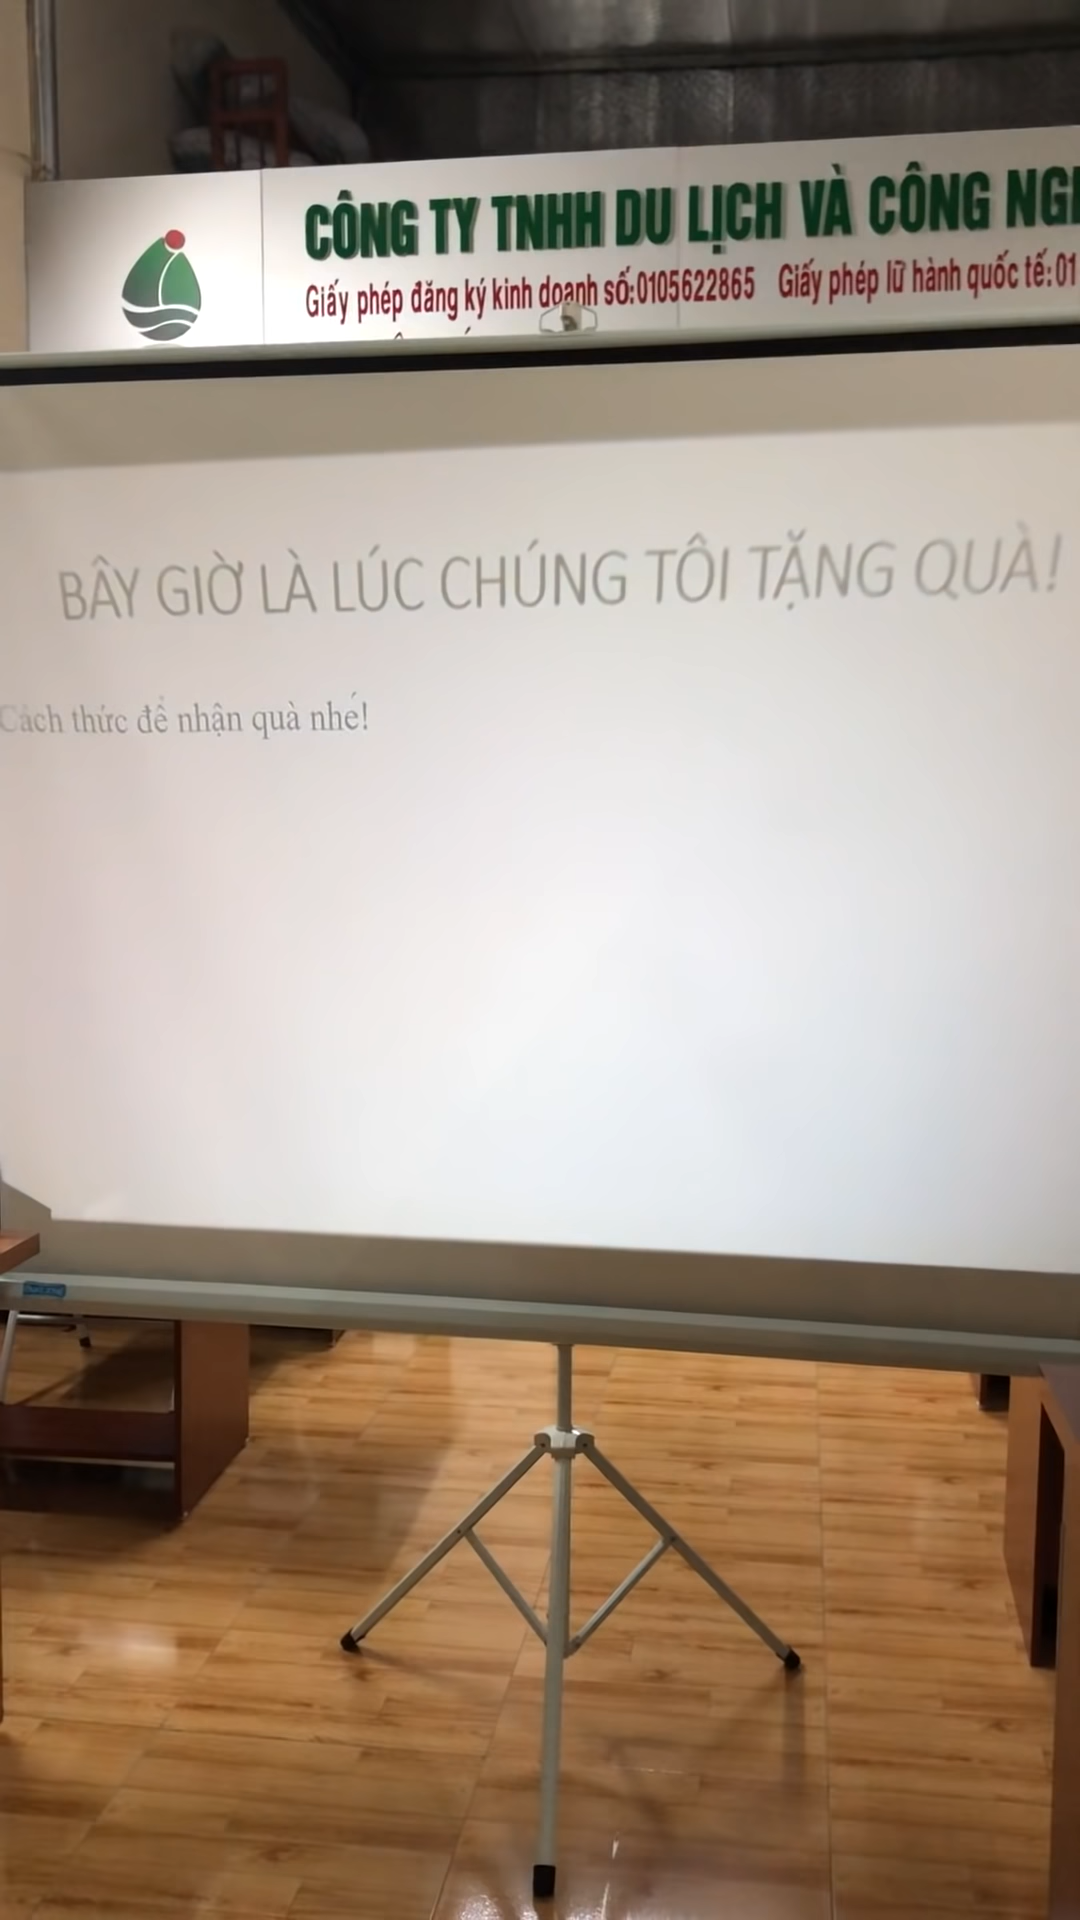 CÔNG TY TNHH DU LỊCH VÀ CÔNG
Giấy phép đăng ký kinh doanh số:0105622865 Giấy phép lữ hành quốc tế:01
BÂY GIỜ LÀ LÚC CHÚNG TÔI TẶNG QUÀ!
Cách thức để nhận quà nhé!